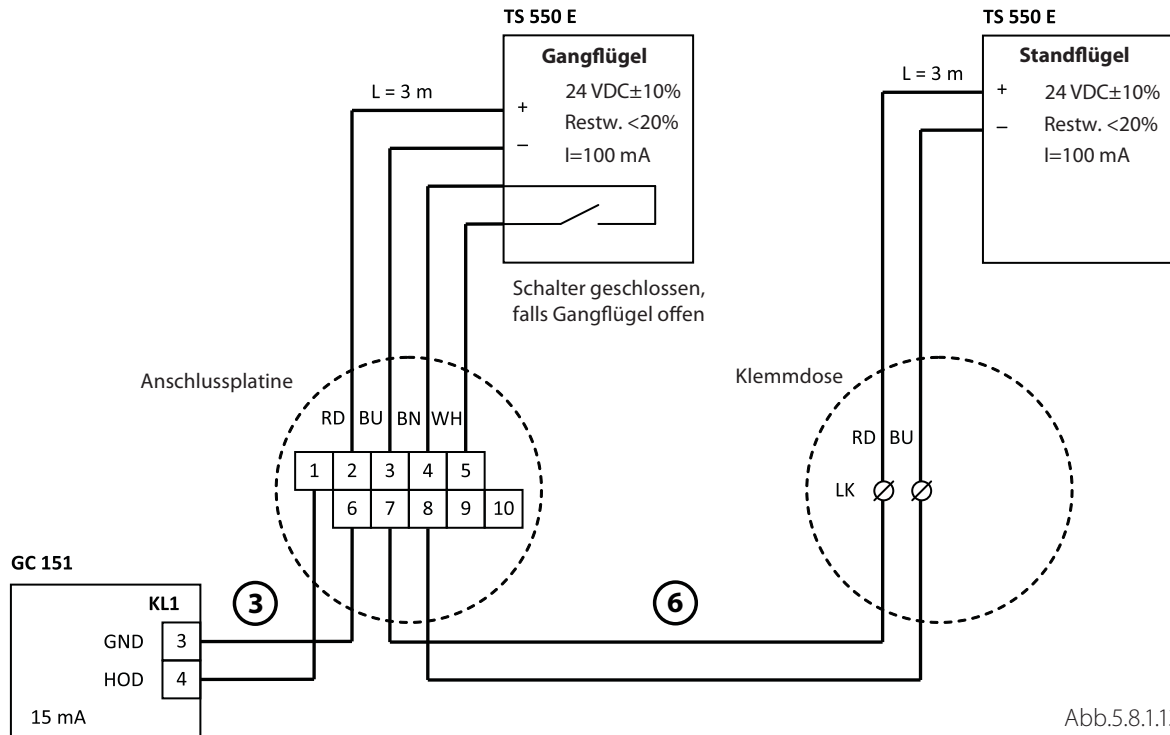 TS 550 E
Gangflügel
L = 3 m
+
24 VDC±10%
–
Restw. <20%
I=100 mA
Schalter geschlossen,
falls Gangflügel offen
TS 550 E
Standflügel
L = 3 m
+
24 VDC±10%
–
Restw. <20%
I=100 mA
Anschlussplatine
RD BU BN WH
1 2 3 4 5
6 7 8 9 10
Klemmdose
RD BU
LK
GC 151
KL1
GND 3
HOD 4
15 mA
3
6
Abb.5.8.1.1.